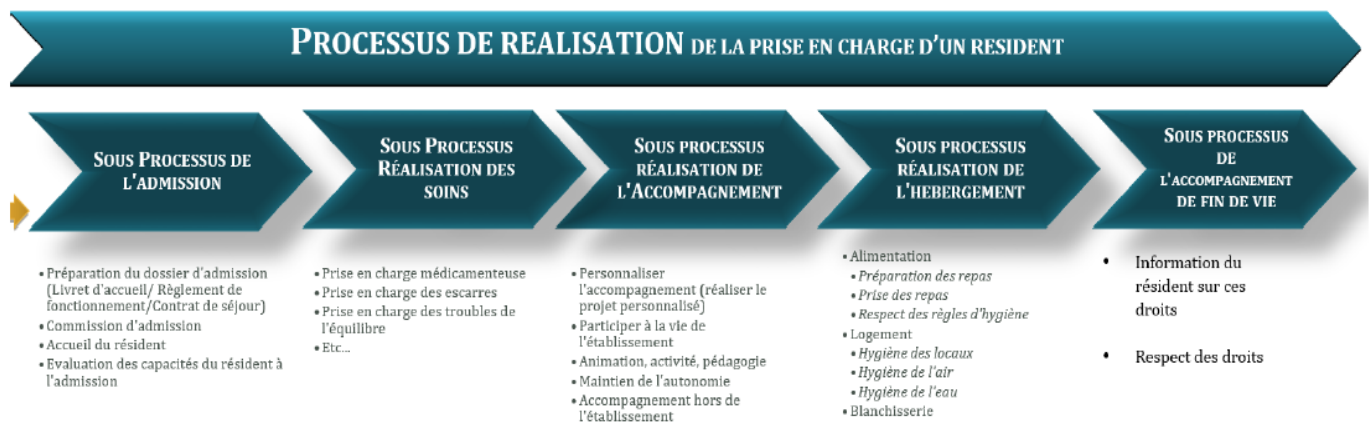 PROCESSUS DE REALISATION DE LA PRISE EN CHARGE D'UN RESIDENT
SOUS PROCESSUS DE
L'ADMISSION
• Préparation du dossier d'admission
(Livret d'accueil/ Règlement de
fonctionnement/Contrat de séjour)
• Commission d'admission
• Accueil du résident
• Evaluation des capacités du résident à
l'admission
SOUS PROCESSUS
RÉALISATION DES
SOINS
• Prise en charge médicamenteuse
• Prise en charge des escarres
• Prise en charge des troubles de
l'équilibre
• Etc...
SOUS PROCESSUS
RÉALISATION DE
L'ACCOMPAGNEMENT
• Personnaliser
l'accompagnement (réaliser le
projet personnalisé)
• Participer à la vie de
l'établissement
• Animation, activité, pédagogie
• Maintien de l'autonomie
• Accompagnement hors de
l'établissement
SOUS PROCESSUS
RÉALISATION DE
L'HEBERGEMENT
• Alimentation
• Préparation des repas
• Prise des repas
• Respect des règles d'hygiène
• Logement
• Hygiène des locaux
• Hygiène de l'air
• Hygiène de l'eau
• Blanchisserie
SOUS PROCESSUS
DE
L'ACCOMPAGNEMENT
DE FIN DE VIE
• Information du
résident sur ces
droits
• Respect des droits